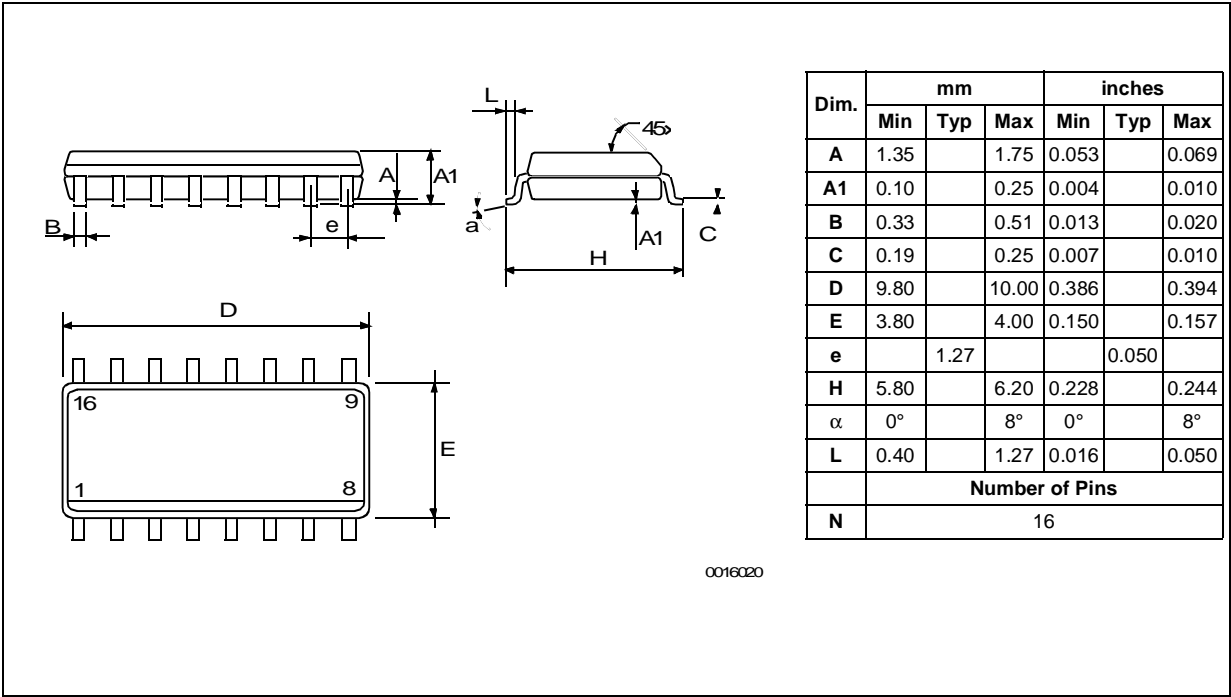 L
45»
A
A1
B
e
a
A1
C
H
D
16
9
E
1
8
0016020
Dim. mm inches
Min Typ Max Min Typ Max
A 1.35 1.75 0.053 0.069
A1 0.10 0.25 0.004 0.010
B 0.33 0.51 0.013 0.020
C 0.19 0.25 0.007 0.010
D 9.80 10.00 0.386 0.394
E 3.80 4.00 0.150 0.157
e 1.27 0.050
H 5.80 6.20 0.228 0.244
α 0° 8° 0° 8°
L 0.40 1.27 0.016 0.050
Number of Pins
N 16